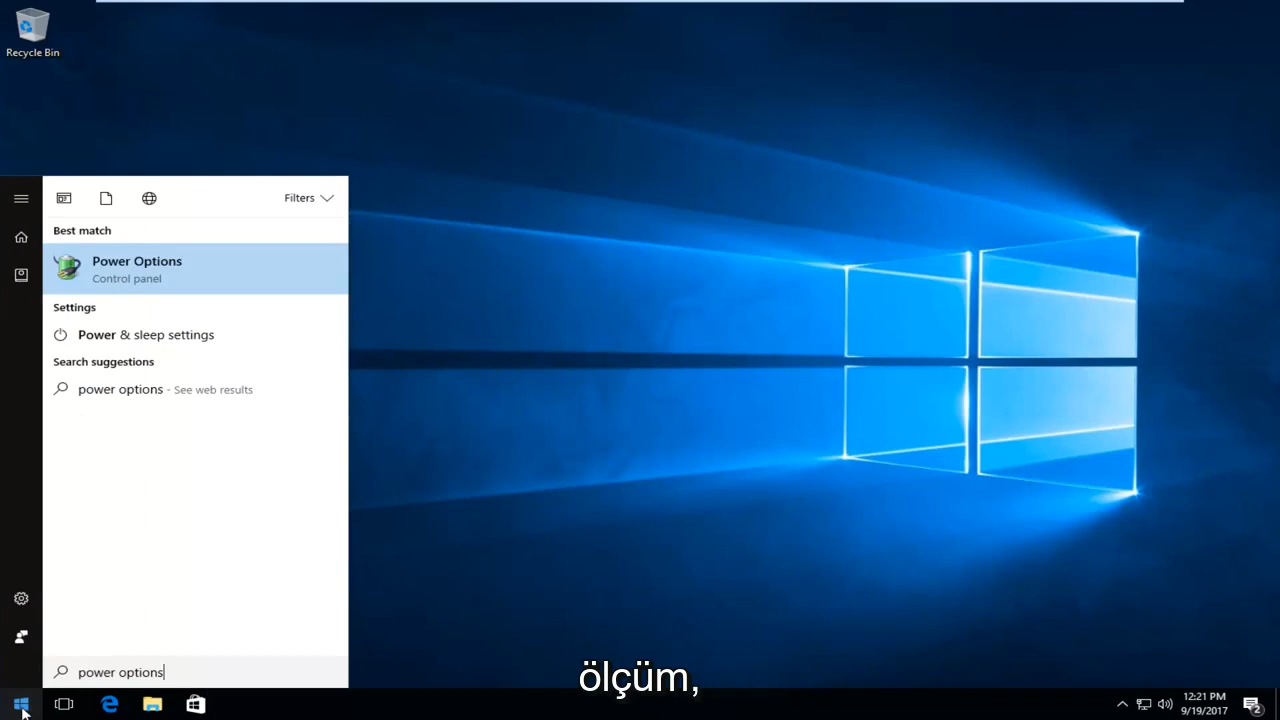 Recycle Bin
Filters
Best match
Power Options
Control panel
Settings
Power & sleep settings
Search suggestions
power options - See web results
power options
ölçüm,
12:21 PM
9/19/2017
2